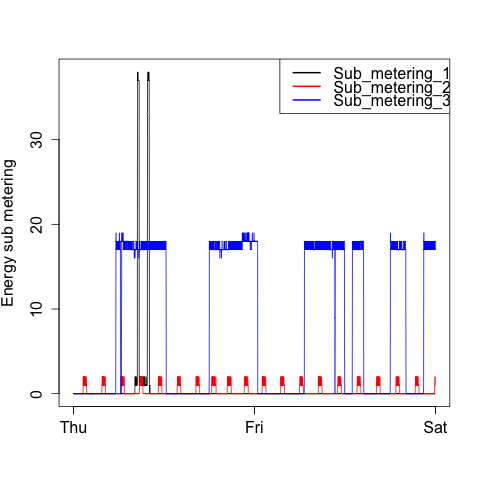 Sub_metering_1
Sub_metering_2
Sub_metering_3
Energy sub metering
30
20
10
0
Thu Fri Sat